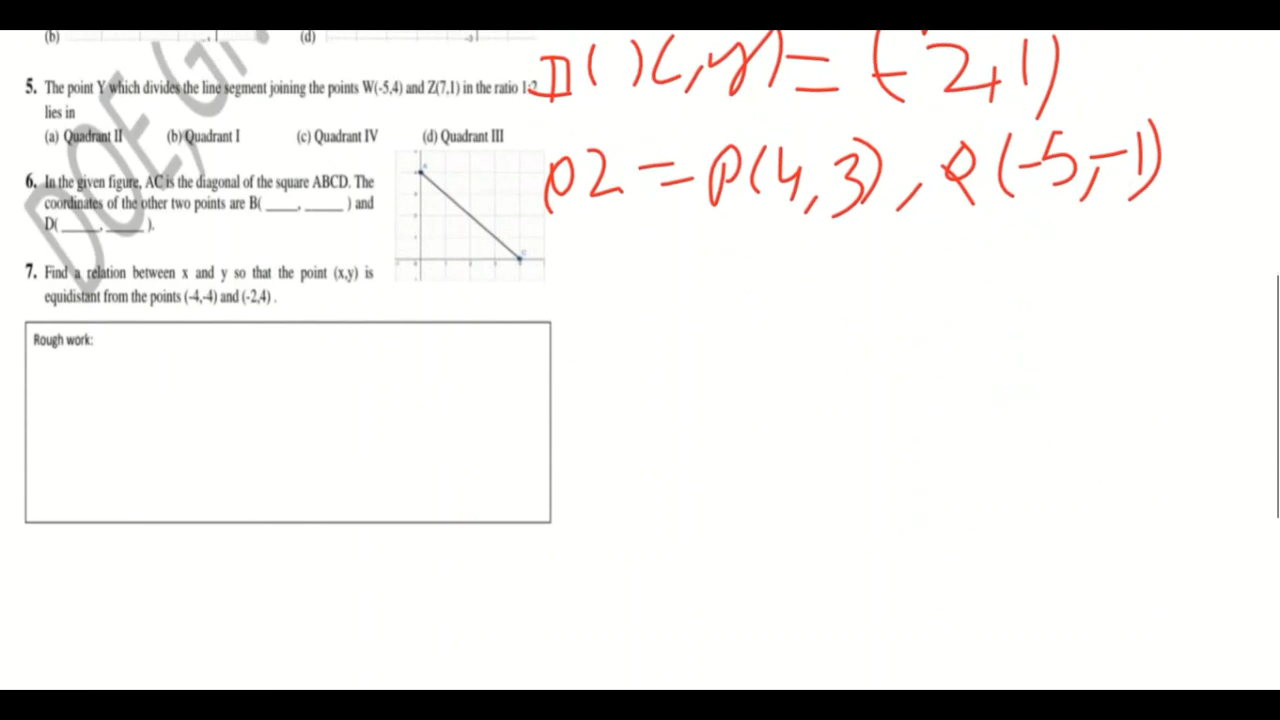 (b)
(d)
5. The point Y which divides the line segment joining the points W(-5,4) and Z(7,1) in the ratio 1:2
lies in
(a) Quadrant II (b) Quadrant I (c) Quadrant IV (d) Quadrant III
6. In the given figure, AC is the diagonal of the square ABCD. The
coordinates of the other two points are B( ____, _____ ) and
D( _____, _____ ).
7. Find a relation between x and y so that the point (x,y) is
equidistant from the points (-4,-4) and (-2,4) .
Rough work:
= (-2,1)
= P(4,3), Q(-5,-1)